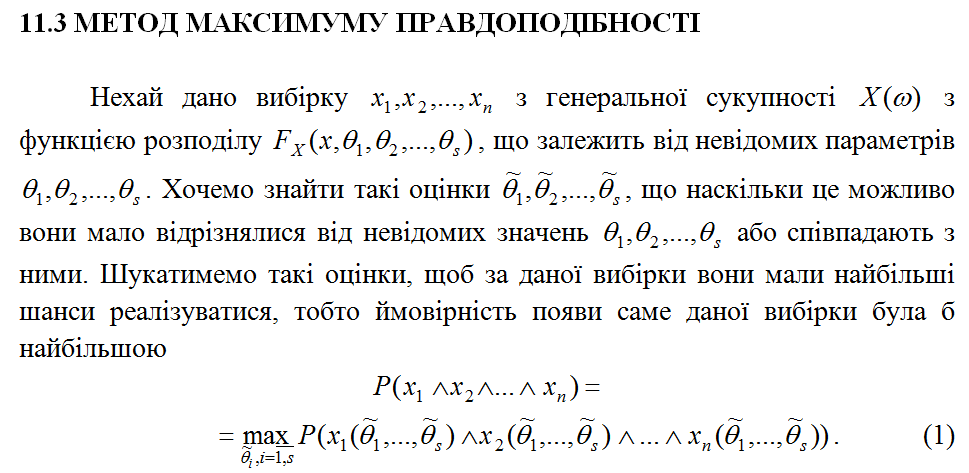 11.3 МЕТОД МАКСИМУМУ ПРАВДОПОДІБНОСТІ
Нехай дано вибірку x₁,x₂,...,xₙ з генеральної сукупності X(ω) з
функцією розподілу F_X(x,θ₁,θ₂,...,θₛ), що залежить від невідомих параметрів
θ₁,θ₂,...,θₛ. Хочемо знайти такі оцінки θ̃₁,θ̃₂,...,θ̃ₛ, що наскільки це можливо
вони мало відрізнялися від невідомих значень θ₁,θ₂,...,θₛ або співпадають з
ними. Шукатимемо такі оцінки, щоб за даної вибірки вони мали найбільші
шанси реалізуватися, тобто ймовірність появи саме даної вибірки була б
найбільшою
P(x₁ ∧x₂∧...∧ xₙ) =
= max_{θ̃ᵢ,i=\overline{1,s}} P(x₁(θ̃₁,...,θ̃ₛ) ∧x₂(θ̃₁,...,θ̃ₛ) ∧ ... ∧ xₙ(θ̃₁,...,θ̃ₛ)). (1)